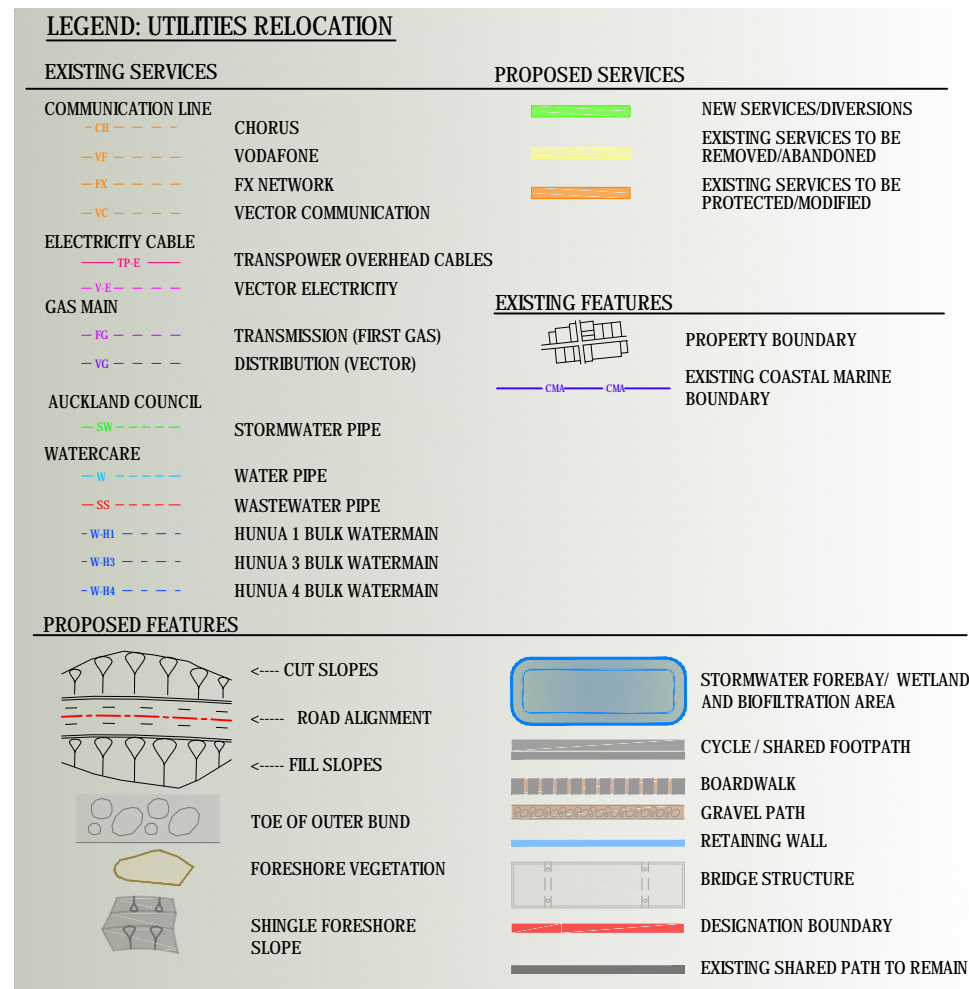 LEGEND: UTILITIES RELOCATION
EXISTING SERVICES
COMMUNICATION LINE
CH
CHORUS
VF
VODAFONE
FX
FX NETWORK
VC
VECTOR COMMUNICATION
ELECTRICITY CABLE
TP-E
TRANSPOWER OVERHEAD CABLES
V-E
VECTOR ELECTRICITY
GAS MAIN
FG
TRANSMISSION (FIRST GAS)
VG
DISTRIBUTION (VECTOR)
AUCKLAND COUNCIL
SW
STORMWATER PIPE
WATERCARE
W
WATER PIPE
SS
WASTEWATER PIPE
W-H1
HUNUA 1 BULK WATERMAIN
W-H3
HUNUA 3 BULK WATERMAIN
W-H4
HUNUA 4 BULK WATERMAIN
PROPOSED SERVICES
NEW SERVICES/DIVERSIONS
EXISTING SERVICES TO BE
REMOVED/ABANDONED
EXISTING SERVICES TO BE
PROTECTED/MODIFIED
EXISTING FEATURES
PROPERTY BOUNDARY
CMA CMA
EXISTING COASTAL MARINE
BOUNDARY
PROPOSED FEATURES
<---- CUT SLOPES
<----- ROAD ALIGNMENT
<----- FILL SLOPES
TOE OF OUTER BUND
FORESHORE VEGETATION
SHINGLE FORESHORE
SLOPE
STORMWATER FOREBAY/ WETLAND
AND BIOFILTRATION AREA
CYCLE / SHARED FOOTPATH
BOARDWALK
GRAVEL PATH
RETAINING WALL
BRIDGE STRUCTURE
DESIGNATION BOUNDARY
EXISTING SHARED PATH TO REMAIN